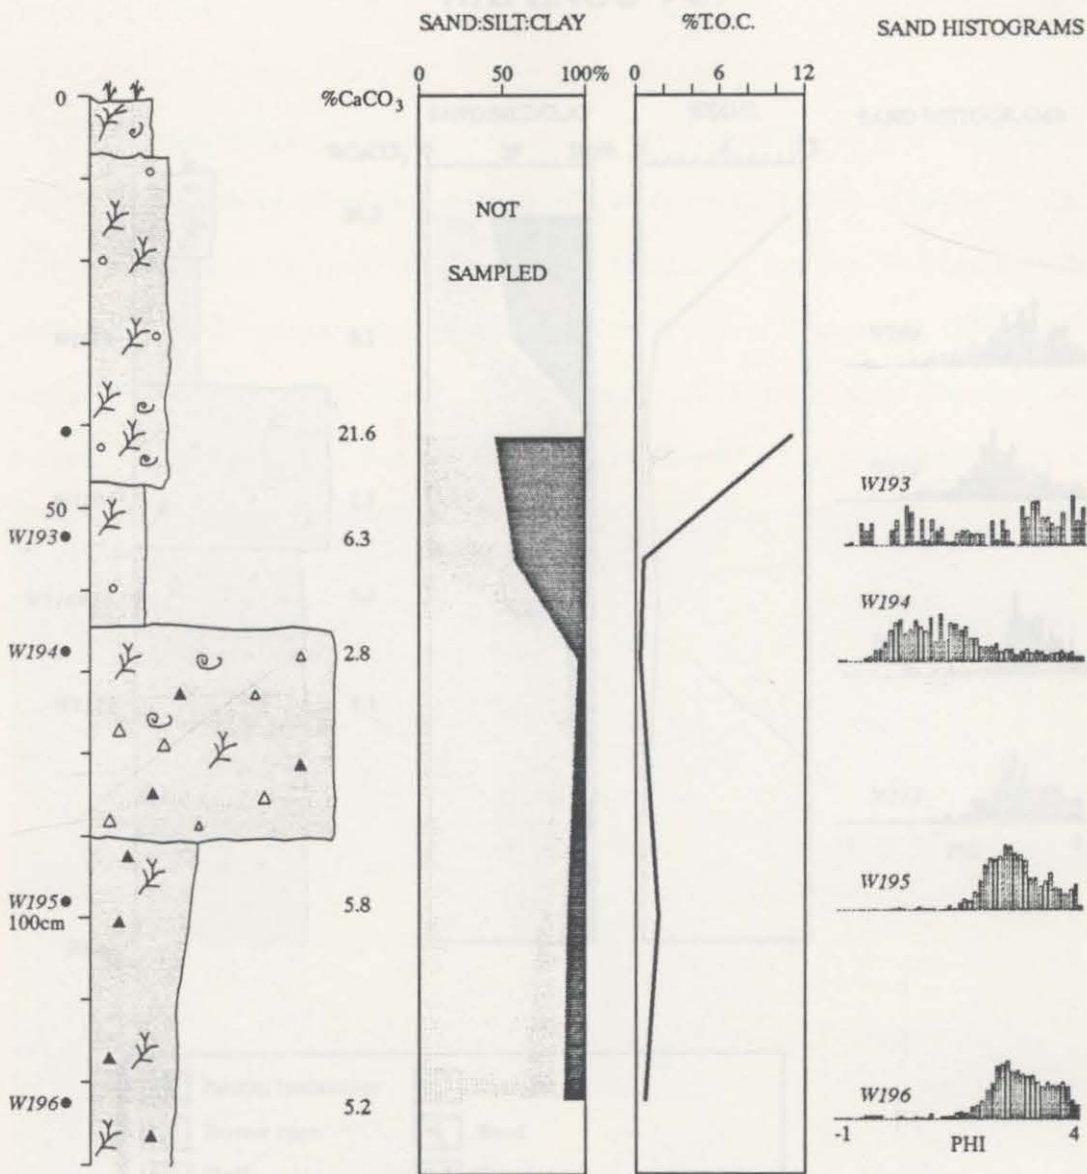 SAND:SILT:CLAY %T.O.C. SAND HISTOGRAMS
0 50 100% 0 6 12
0 %CaCO3
NOT
SAMPLED
21.6
50 W193
W193 6.3
W194
W194 2.8
W195 5.8 W195
100cm
W196
W196 5.2
-1 4
PHI